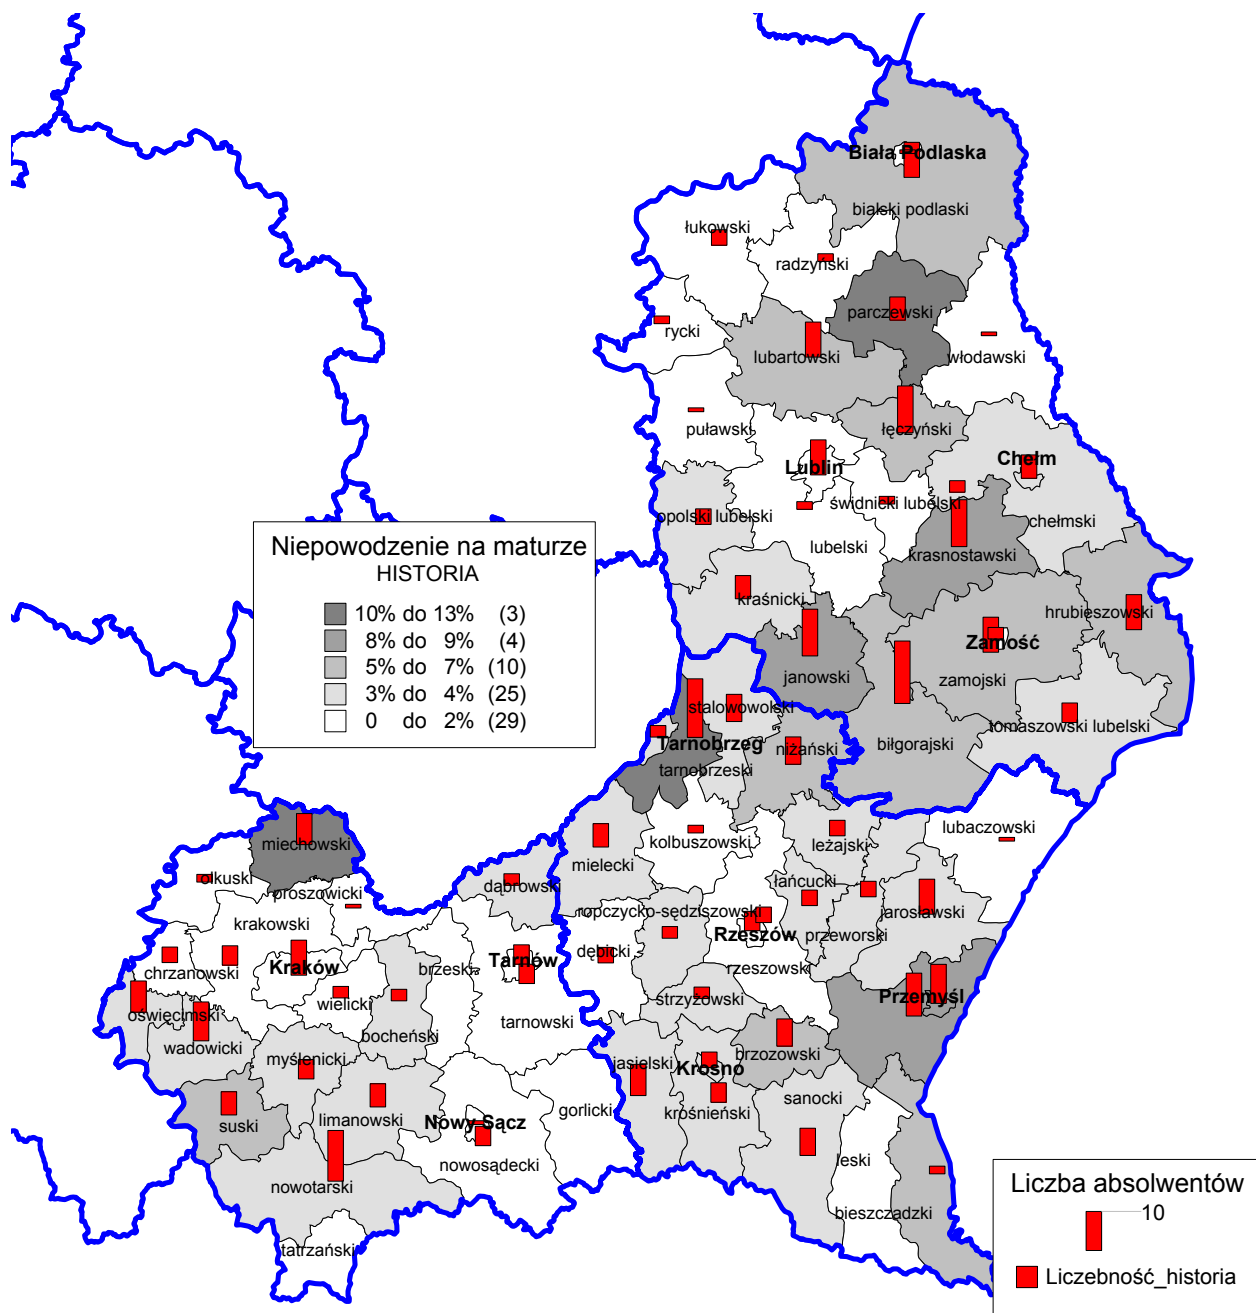 Biała Podlaska
bialski podlaski
łukowski
radzyński
parczewski
rycki
lubartowski
włodawski
puławski
łęczyński
Lublin
Chełm
świdnicki lubelski
opolski lubelski
chełmski
lubelski
krasnostawski
kraśnicki
hrubieszowski
Zamość
janowski
zamojski
stalowowolski
tomaszowski lubelski
Tarnobrzeg
niżański
biłgorajski
tarnobrzeski
Niepowodzenie na maturze
HISTORIA
10% do 13% (3)
8% do 9% (4)
5% do 7% (10)
3% do 4% (25)
0 do 2% (29)
miechowski
lubaczowski
kolbuszowski
leżajski
mielecki
olkuski
proszowicki
dąbrowski
łańcucki
ropczycko-sędziszowski
jarosławski
krakowski
Rzeszów
przeworski
chrzanowski
Kraków
brzeski
Tarnów
dębicki
rzeszowski
wielicki
strzyżowski
Przemyśl
oświęcimski
tarnowski
bocheński
wadowicki
brzozowski
myślenicki
jasielski
Krosno
sanocki
suski
limanowski
Nowy Sącz
gorlicki
krośnieński
nowosądecki
leski
nowotarski
bieszczadzki
tatrzański
Liczba absolwentów
10
Liczebność_historia